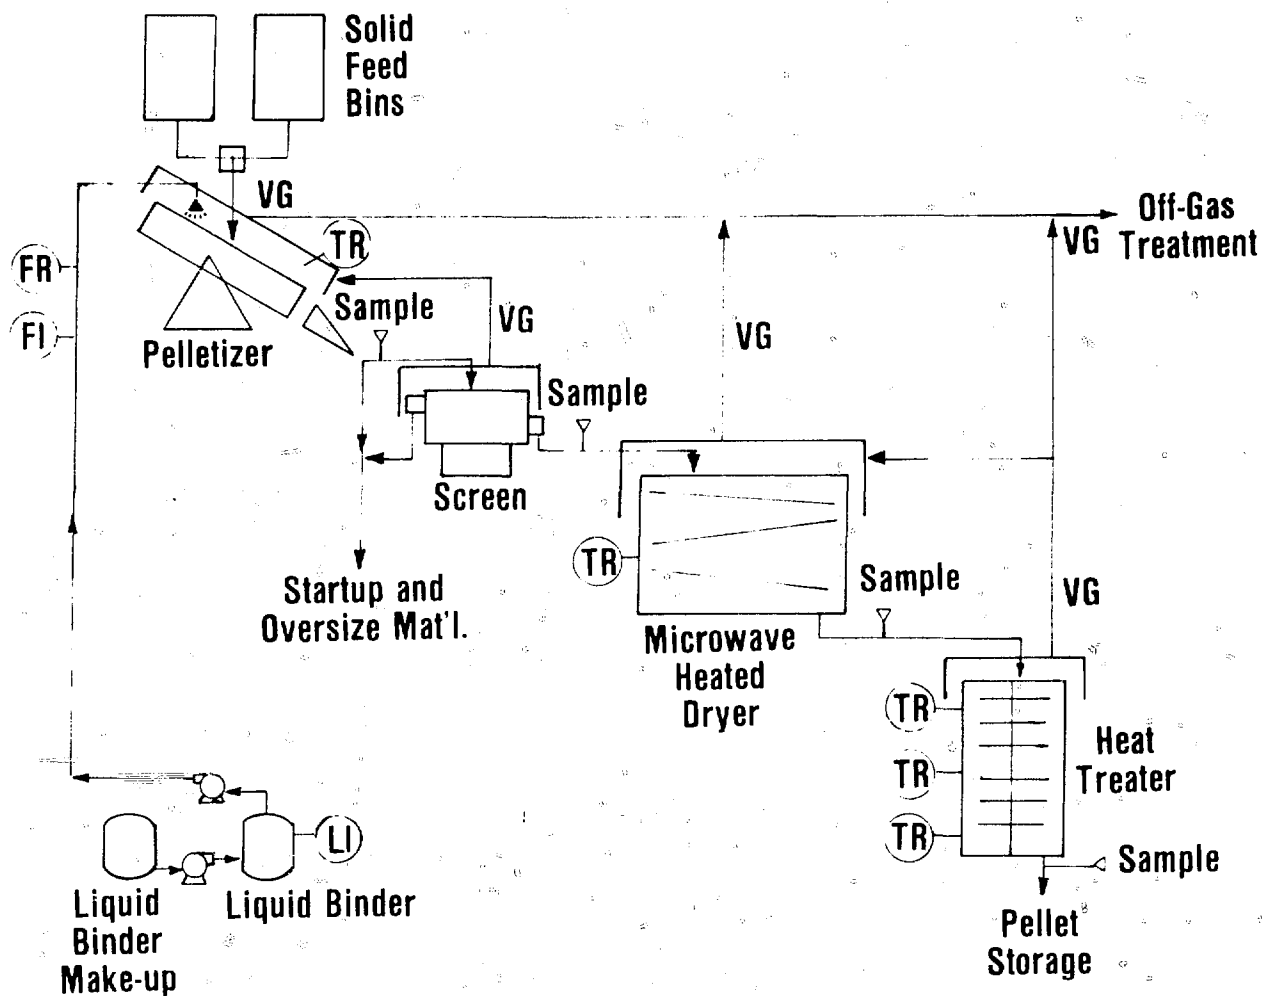 Solid
Feed
Bins
VG
TR
Off-Gas
Treatment
VG
FR
FI
Sample
VG
VG
Pelletizer
Sample
Screen
TR
Sample
VG
Startup and
Oversize Mat'l.
Microwave
Heated
Dryer
TR
TR
TR
Heat
Treater
LI
Sample
Liquid
Binder
Make-up
Liquid Binder
Pellet
Storage